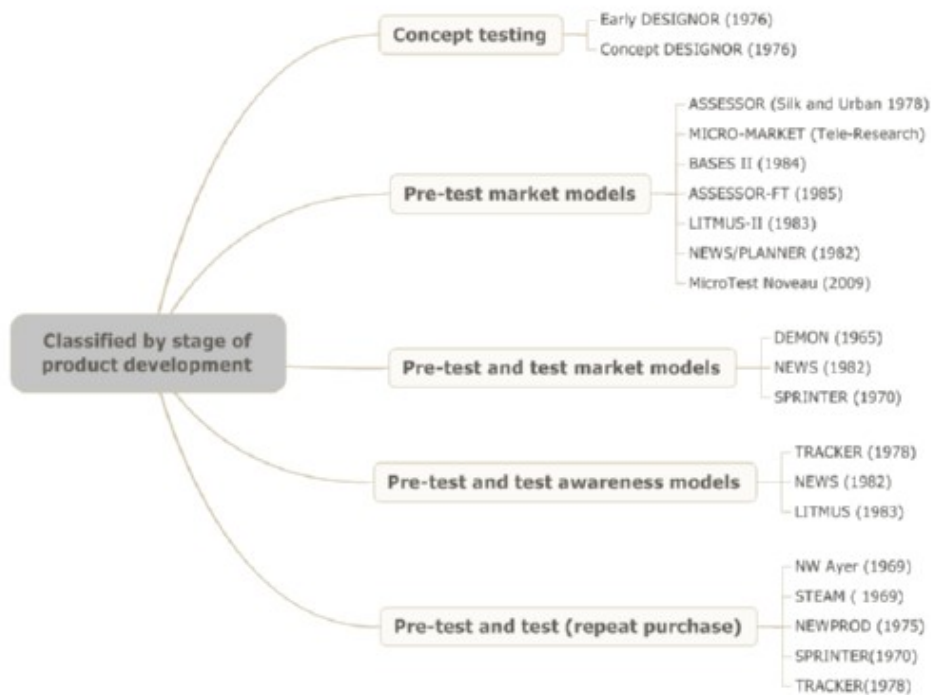 Classified by stage of
product development
Concept testing
Early DESIGNOR (1976)
Concept DESIGNOR (1976)
Pre-test market models
ASSESSOR (Silk and Urban 1978)
MICRO-MARKET (Tele-Research)
BASES II (1984)
ASSESSOR-FT (1985)
LITMUS-II (1983)
NEWS/PLANNER (1982)
MicroTest Noveau (2009)
Pre-test and test market models
DEMON (1965)
NEWS (1982)
SPRINTER (1970)
Pre-test and test awareness models
TRACKER (1978)
NEWS (1982)
LITMUS (1983)
Pre-test and test (repeat purchase)
NW Ayer (1969)
STEAM ( 1969)
NEWPROD (1975)
SPRINTER(1970)
TRACKER(1978)